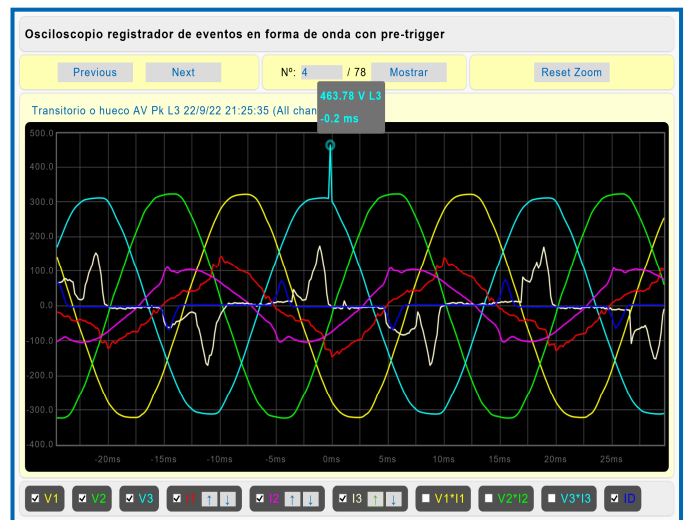 Osciloscopio registrador de eventos en forma de onda con pre-trigger
Previous Next Nº: 4 / 78 Mostrar Reset Zoom
463.78 V L3
Transitorio o hueco AV Pk L3 22/9/22 21:25:35 (All chan
-0.2 ms
500.0
400.0
300.0
200.0
100.0
0.0
-100.0
-200.0
-300.0
-400.0
-20ms -15ms -10ms -5ms 0ms 5ms 10ms 15ms 20ms 25ms
V1 V2 V3 I1 ↑ ↓ I2 ↑ ↓ I3 ↑ ↓ V1*I1 V2*I2 V3*I3 ID